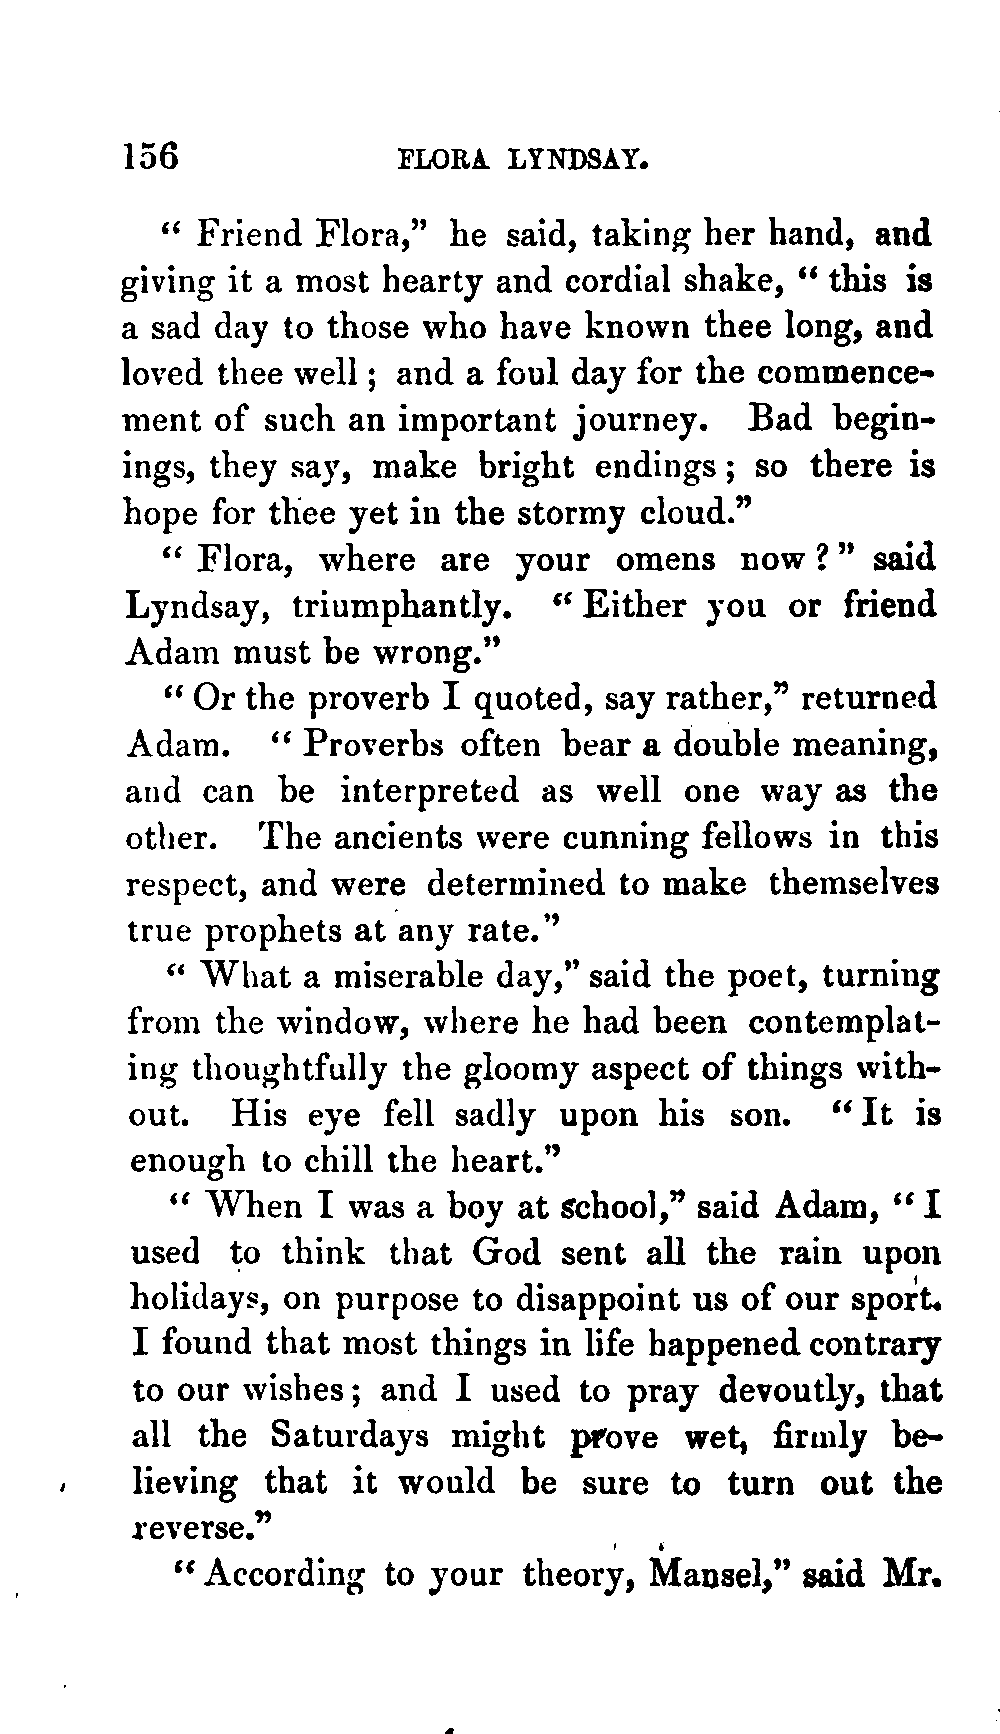 156 FLORA LYNDSAY.
“ Friend Flora,” he said, taking her hand, and
giving it a most hearty and cordial shake, “ this is
a sad day to those who have known thee long, and
loved thee well ; and a foul day for the commence-
ment of such an important journey. Bad begin-
ings, they say, make bright endings ; so there is
hope for thee yet in the stormy cloud.”
“ Flora, where are your omens now ? ” said
Lyndsay, triumphantly. “ Either you or friend
Adam must be wrong.”
“ Or the proverb I quoted, say rather,” returned
Adam. “ Proverbs often bear a double meaning,
and can be interpreted as well one way as the
other. The ancients were cunning fellows in this
respect, and were determined to make themselves
true prophets at any rate.”
“ What a miserable day,” said the poet, turning
from the window, where he had been contemplat-
ing thoughtfully the gloomy aspect of things with-
out. His eye fell sadly upon his son. “ It is
enough to chill the heart.”
“ When I was a boy at school,” said Adam, “ I
used to think that God sent all the rain upon
holidays, on purpose to disappoint us of our sport.
I found that most things in life happened contrary
to our wishes ; and I used to pray devoutly, that
all the Saturdays might prove wet, firmly be-
lieving that it would be sure to turn out the
reverse.”
“ According to your theory, Mansel,” said Mr.